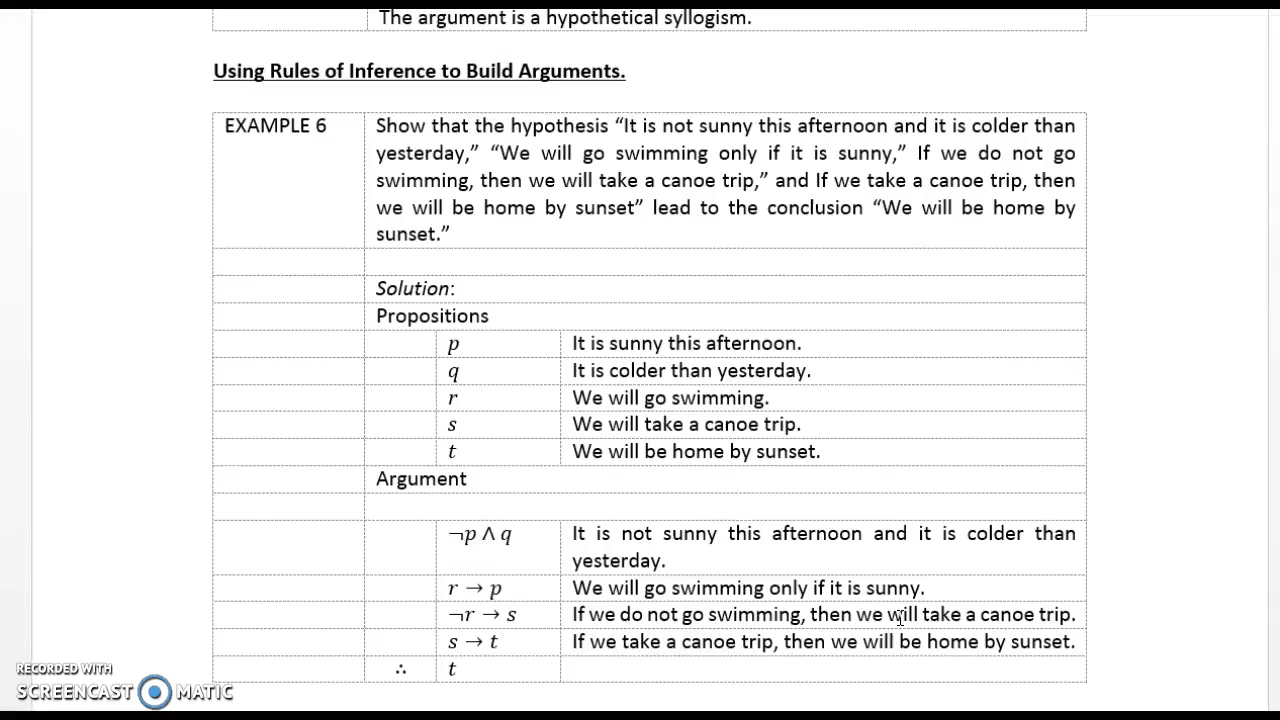 The argument is a hypothetical syllogism.
Using Rules of Inference to Build Arguments.
EXAMPLE 6 Show that the hypothesis “It is not sunny this afternoon and it is colder than
yesterday,” “We will go swimming only if it is sunny,” If we do not go
swimming, then we will take a canoe trip,” and If we take a canoe trip, then
we will be home by sunset” lead to the conclusion “We will be home by
sunset.”
Solution:
Propositions
p It is sunny this afternoon.
q It is colder than yesterday.
r We will go swimming.
s We will take a canoe trip.
t We will be home by sunset.
Argument
¬p ∧ q It is not sunny this afternoon and it is colder than
yesterday.
r → p We will go swimming only if it is sunny.
¬r → s If we do not go swimming, then we will take a canoe trip.
s → t If we take a canoe trip, then we will be home by sunset.
∴ t
RECORDED WITH
SCREENCAST MATIC